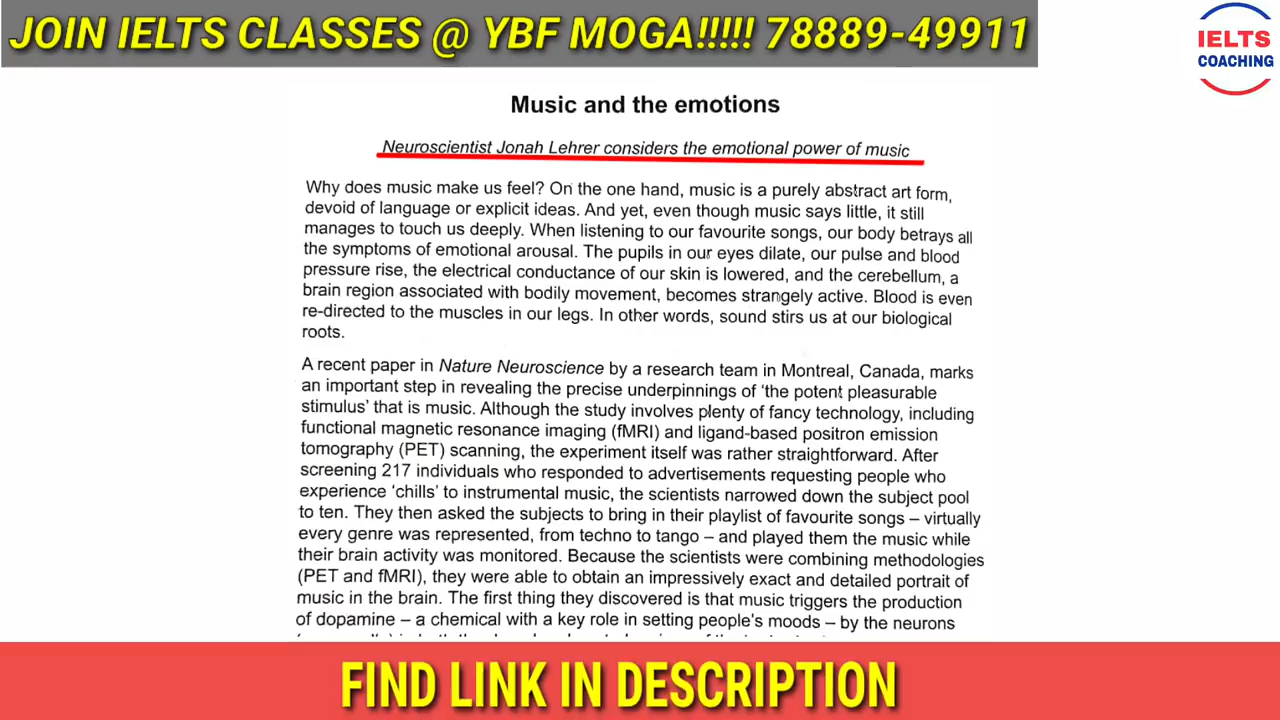 JOIN IELTS CLASSES @ YBF MOGA!!!!! 78889-49911
IELTS
COACHING
Music and the emotions
Neuroscientist Jonah Lehrer considers the emotional power of music
Why does music make us feel? On the one hand, music is a purely abstract art form,
devoid of language or explicit ideas. And yet, even though music says little, it still
manages to touch us deeply. When listening to our favourite songs, our body betrays all
the symptoms of emotional arousal. The pupils in our eyes dilate, our pulse and blood
pressure rise, the electrical conductance of our skin is lowered, and the cerebellum, a
brain region associated with bodily movement, becomes strangely active. Blood is even
re-directed to the muscles in our legs. In other words, sound stirs us at our biological
roots.
A recent paper in Nature Neuroscience by a research team in Montreal, Canada, marks
an important step in revealing the precise underpinnings of 'the potent pleasurable
stimulus' that is music. Although the study involves plenty of fancy technology, including
functional magnetic resonance imaging (fMRI) and ligand-based positron emission
tomography (PET) scanning, the experiment itself was rather straightforward. After
screening 217 individuals who responded to advertisements requesting people who
experience 'chills' to instrumental music, the scientists narrowed down the subject pool
to ten. They then asked the subjects to bring in their playlist of favourite songs – virtually
every genre was represented, from techno to tango – and played them the music while
their brain activity was monitored. Because the scientists were combining methodologies
(PET and fMRI), they were able to obtain an impressively exact and detailed portrait of
music in the brain. The first thing they discovered is that music triggers the production
of dopamine – a chemical with a key role in setting people's moods – by the neurons
FIND LINK IN DESCRIPTION